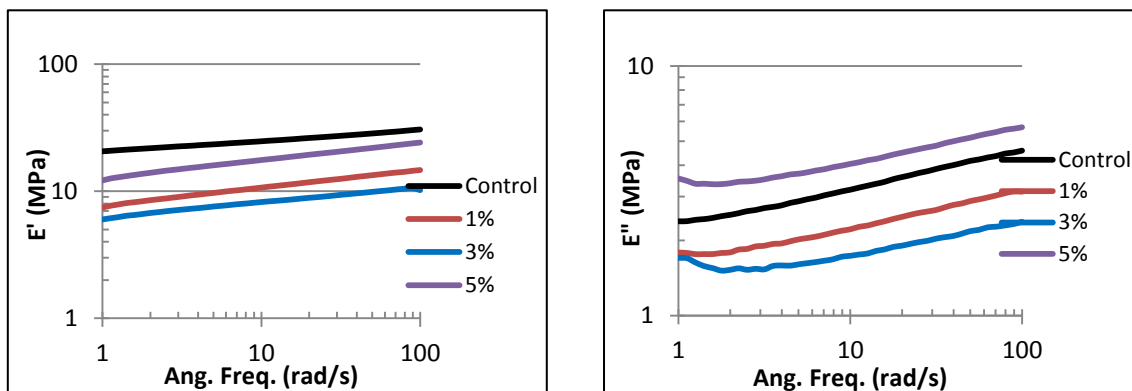 100
10
1
E' (MPa)
1 10 100
Ang. Freq. (rad/s)
Control
1%
3%
5%
10
1
E" (MPa)
1 10 100
Ang. Freq. (rad/s)
Control
1%
3%
5%